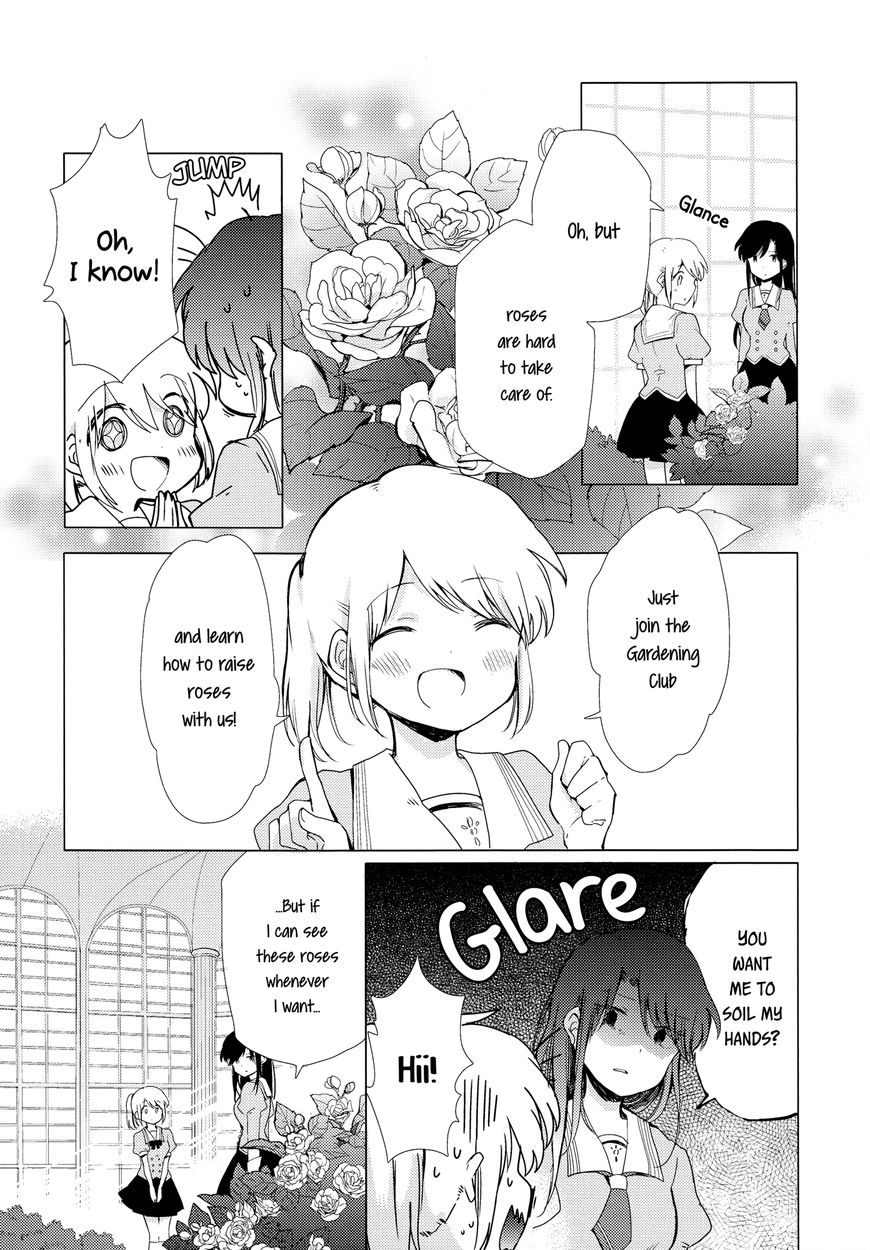 Glance
Oh, but
roses
are hard
to take
care of.
JUMP
Oh,
I know!
Just
join the
Gardening
Club
and learn
how to raise
roses
with us!
YOU
WANT
ME TO
SOIL MY
HANDS?
Glare
Hii!
...But if
I can see
these roses
whenever
I want...